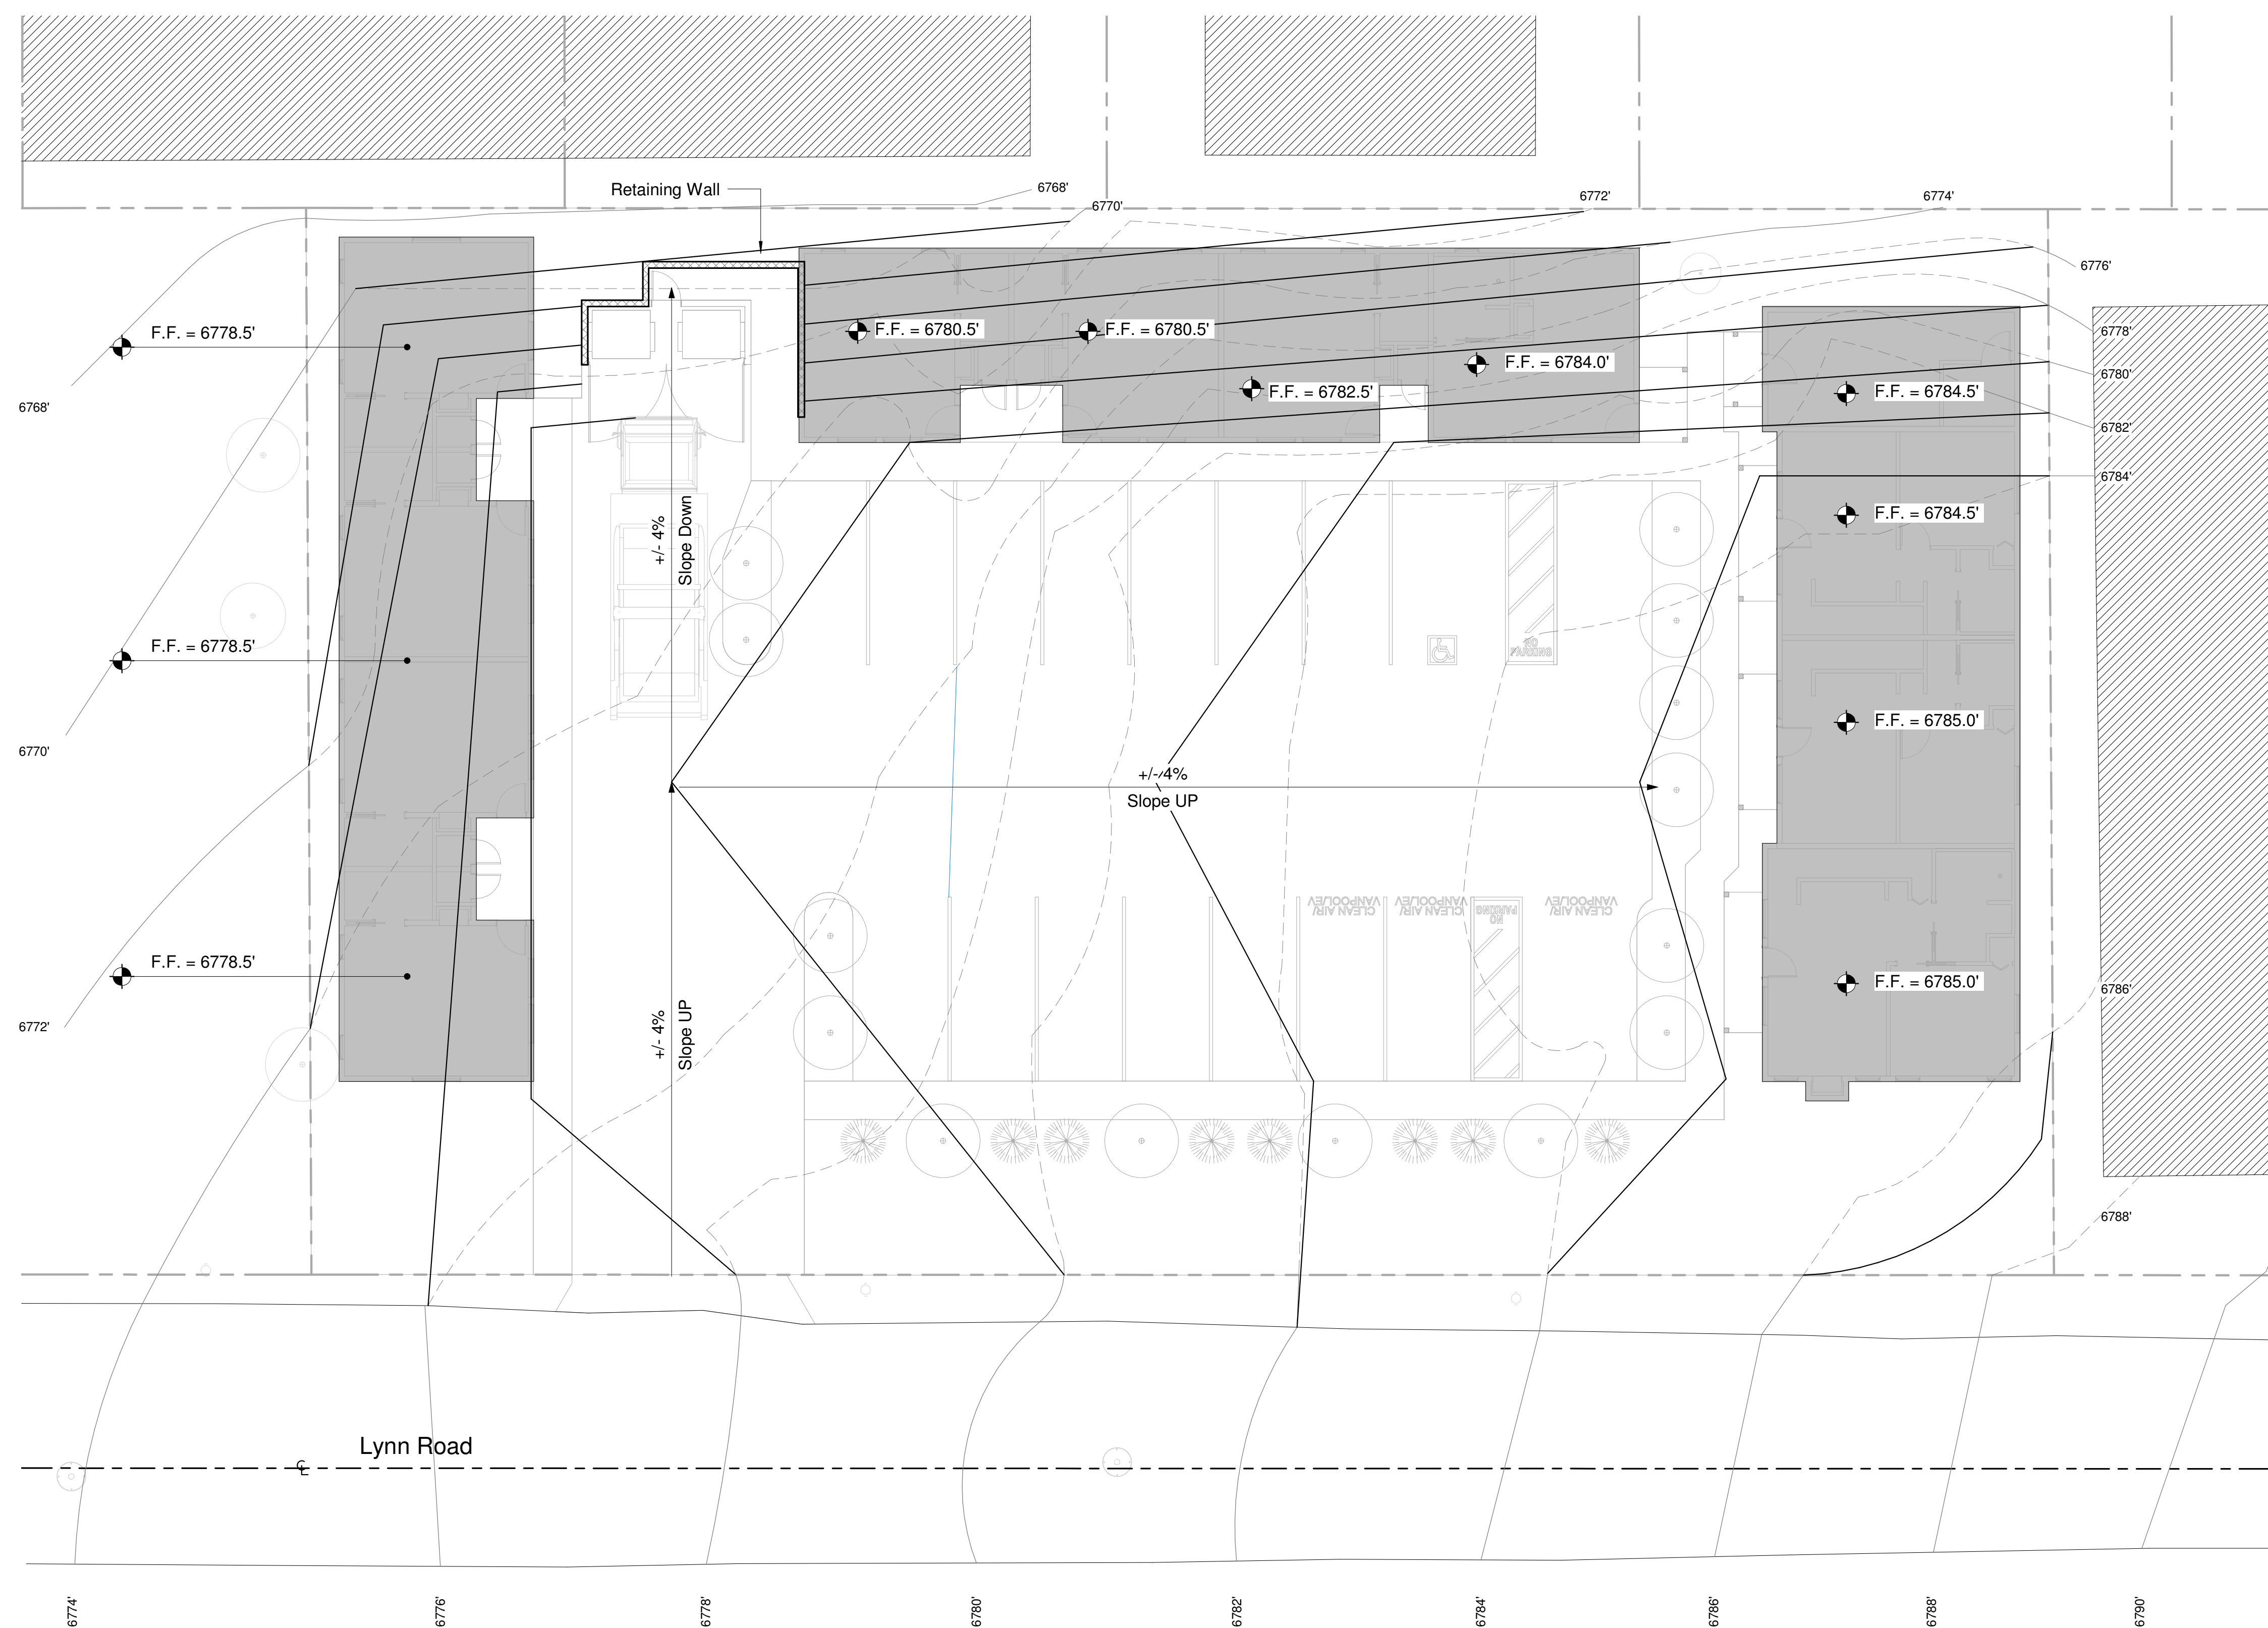 Retaining Wall
6768'
6770'
6772'
6774'
6776'
F.F. = 6778.5'
F.F. = 6780.5'
F.F. = 6780.5'
6778'
F.F. = 6784.0'
6780'
F.F. = 6782.5'
F.F. = 6784.5'
6768'
6782'
6784'
+/- 4%
Slope Down
F.F. = 6784.5'
F.F. = 6778.5'
NO
PARKING
F.F. = 6785.0'
6770'
+/- 4%
Slope UP
CLEAN AIR/
VANPOOL/EV
CLEAN AIR/
VANPOOL/EV
NO
PARKING
CLEAN AIR/
VANPOOL/EV
F.F. = 6778.5'
F.F. = 6785.0'
6786'
6772'
+/- 4%
Slope UP
6788'
Lynn Road
CL
6774'
6776'
6778'
6780'
6782'
6784'
6786'
6788'
6790'